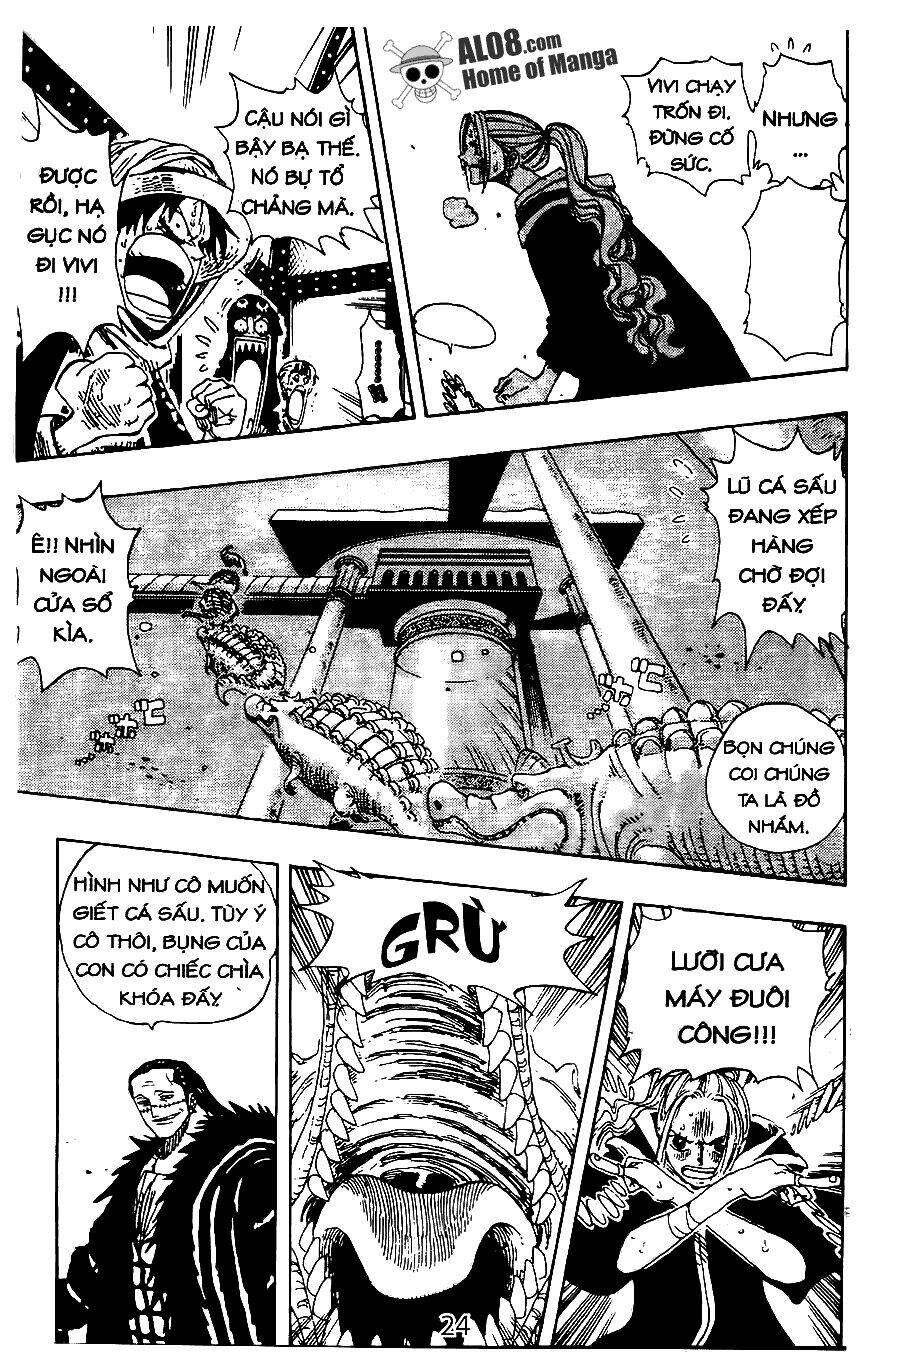 AL08.com
Home of Manga
NHƯNG
...
VIVI CHẠY
TRỐN ĐI.
ĐỪNG CỐ
SỨC.
CẬU NÓI GÌ
BẬY BẠ THẾ.
NÓ BỰ TỔ
CHẢNG MÀ.
ĐƯỢC
RỒI, HẠ
GỤC NÓ
ĐI VIVI
!!!
LŨ CÁ SẤU
ĐANG XẾP
HÀNG
CHỜ ĐỢI
ĐẤY.
Ê!! NHÌN
NGOÀI
CỬA SỔ
KÌA.
BỌN CHÚNG
COI CHÚNG
TA LÀ ĐỒ
NHẮM.
LƯỠI CƯA
MÁY ĐUÔI
CÔNG!!!
GRỪ
HÌNH NHƯ CÔ MUỐN
GIẾT CÁ SẤU. TÙY Ý
CÔ THÔI, BỤNG CỦA
CON CÓ CHIẾC CHÌA
KHÓA ĐẤY.
24